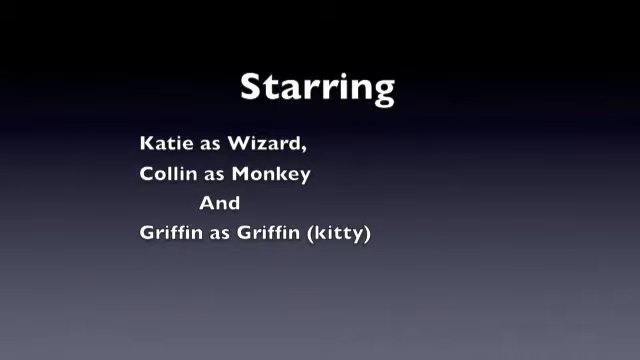 Starring
Katie as Wizard,
Collin as Monkey
And
Griffin as Griffin (kitty)